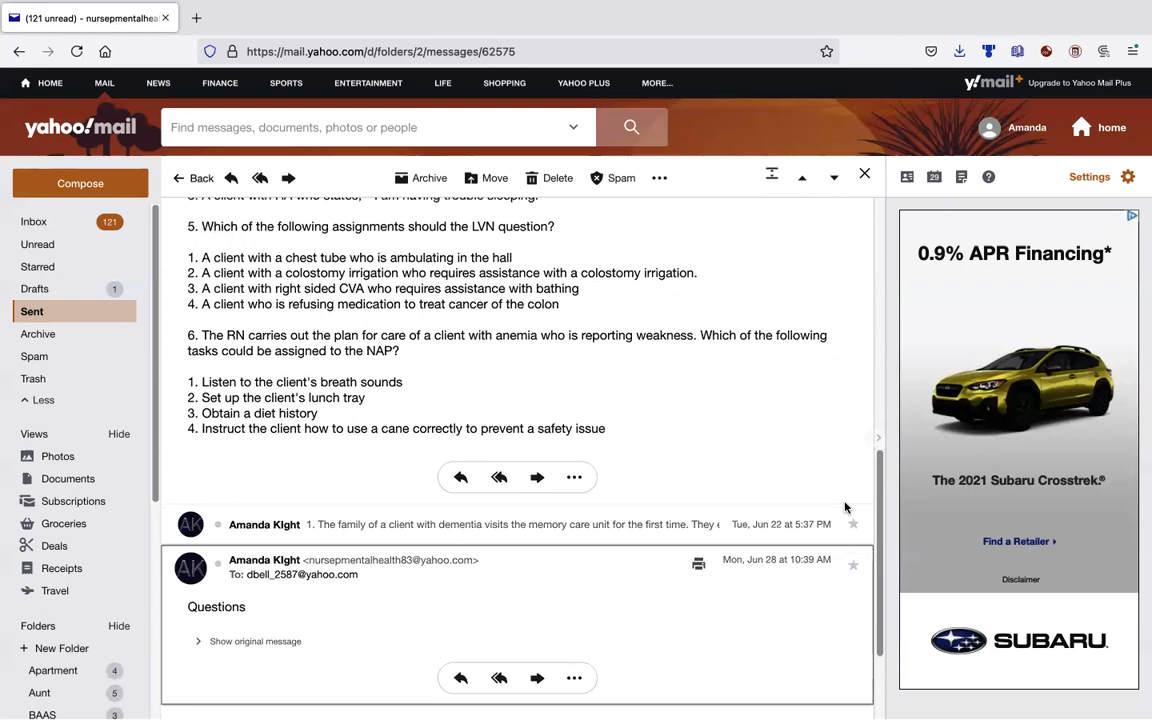 (121 unread) - nursepmentalhea
https://mail.yahoo.com/d/folders/2/messages/62575
HOME MAIL NEWS FINANCE SPORTS ENTERTAINMENT LIFE SHOPPING YAHOO PLUS MORE... y!mail+ Upgrade to Yahoo Mail Plus
yahoo!mail Find messages, documents, photos or people Amanda home
Compose Back Archive Move Delete Spam 29 Settings
Inbox 121
Unread
Starred
Drafts 1
Sent
Archive
Spam
Trash
Less
Views Hide
Photos
Documents
Subscriptions
Groceries
Deals
Receipts
Travel
Folders Hide
New Folder
Apartment 4
Aunt 5
BAAS 3
5. Which of the following assignments should the LVN question?
1. A client with a chest tube who is ambulating in the hall
2. A client with a colostomy irrigation who requires assistance with a colostomy irrigation.
3. A client with right sided CVA who requires assistance with bathing
4. A client who is refusing medication to treat cancer of the colon
6. The RN carries out the plan for care of a client with anemia who is reporting weakness. Which of the following
tasks could be assigned to the NAP?
1. Listen to the client's breath sounds
2. Set up the client's lunch tray
3. Obtain a diet history
4. Instruct the client how to use a cane correctly to prevent a safety issue
AK Amanda KIght 1. The family of a client with dementia visits the memory care unit for the first time. They e Tue, Jun 22 at 5:37 PM
AK Amanda KIght <nursepmentalhealth83@yahoo.com> Mon, Jun 28 at 10:39 AM
To: dbell_2587@yahoo.com
Questions
Show original message
0.9% APR Financing*
The 2021 Subaru Crosstrek.®
Find a Retailer
Disclaimer
SUBARU